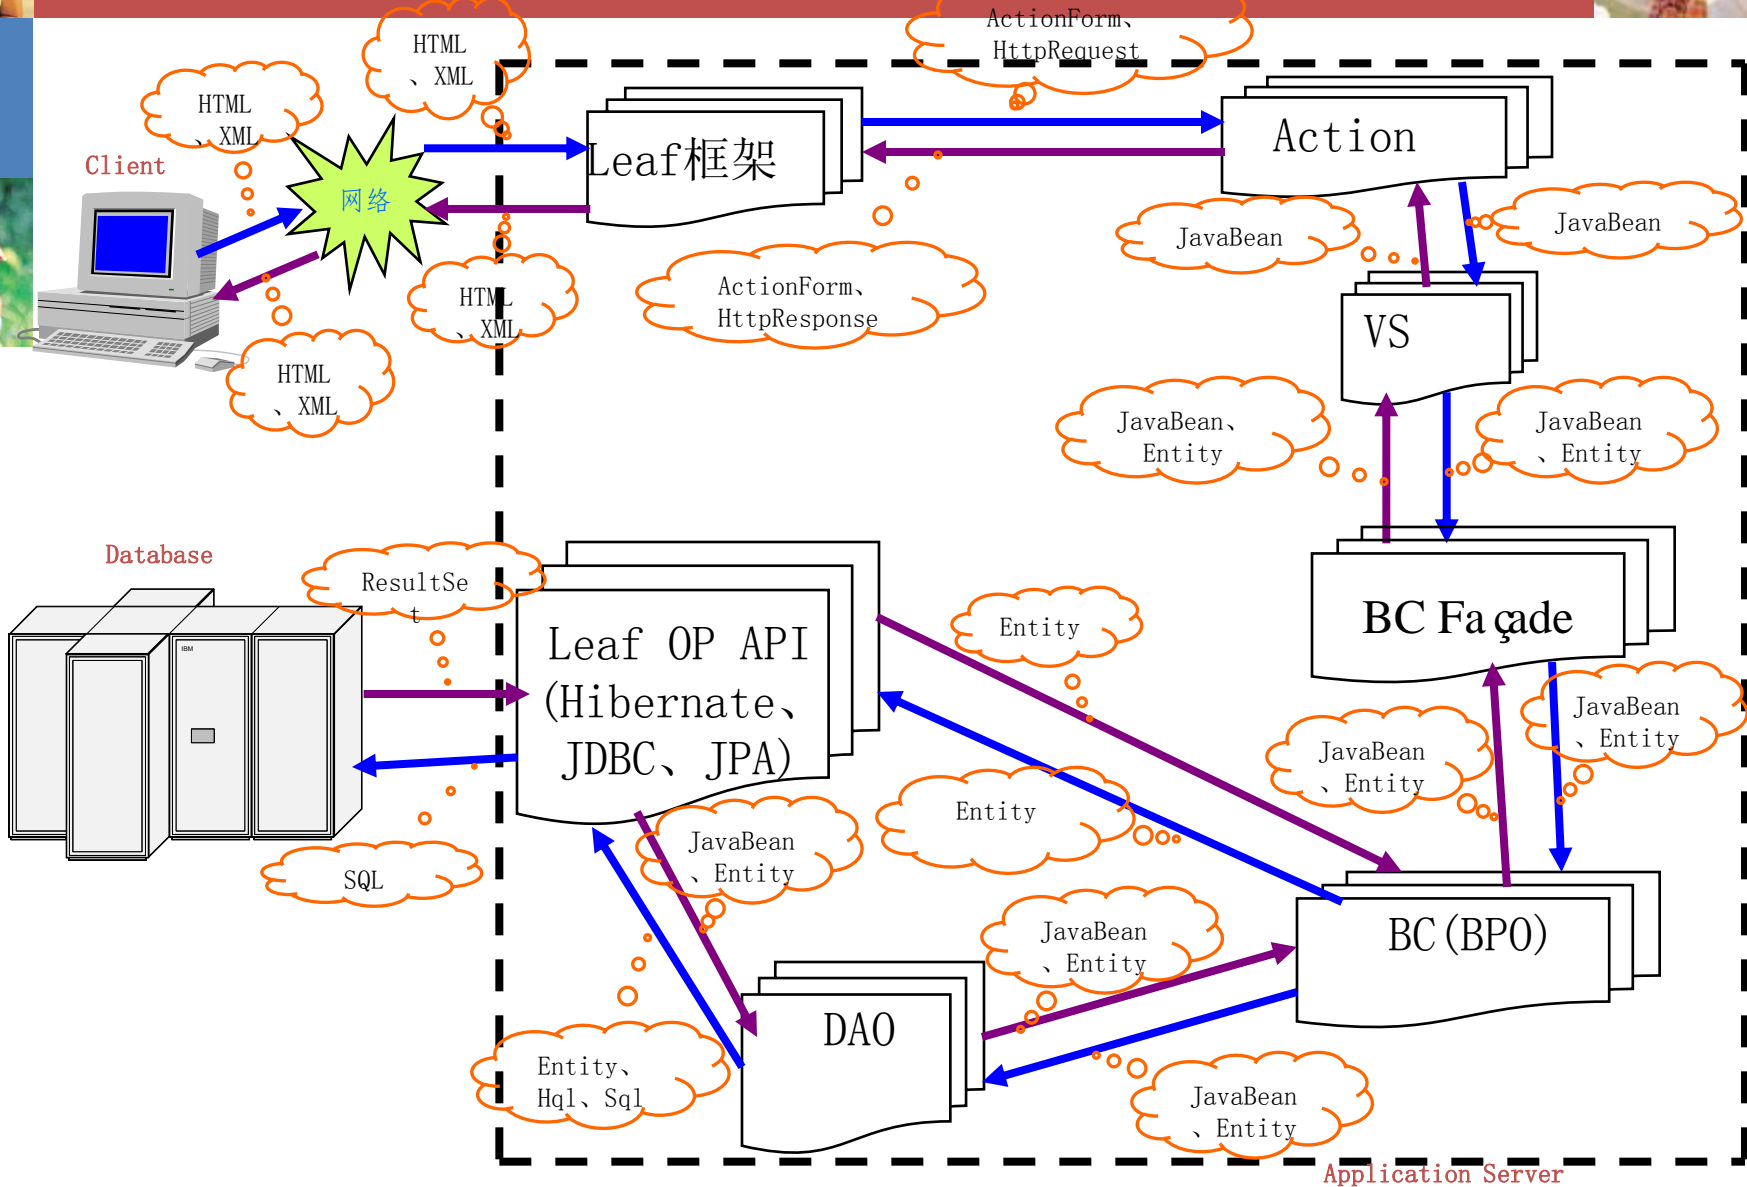 ActionForm、
HttpRequest
HTML
、XML
HTML
、XML、
Client
网络
Leaf框架
Action
JavaBean
JavaBean
HTML
、XML
ActionForm、
HttpResponse
VS
HTML
、XML
JavaBean、
Entity
JavaBean
、Entity
Database
ResultSe
t
Entity
BC Façade
Leaf OP API
(Hibernate、
JDBC、JPA)
IBM
JavaBean
、Entity
JavaBean
、Entity
Entity
JavaBean
、Entity
SQL
JavaBean
、Entity
BC(BPO)
DAO
Entity、
Hql、Sql
JavaBean
、Entity
Application Server